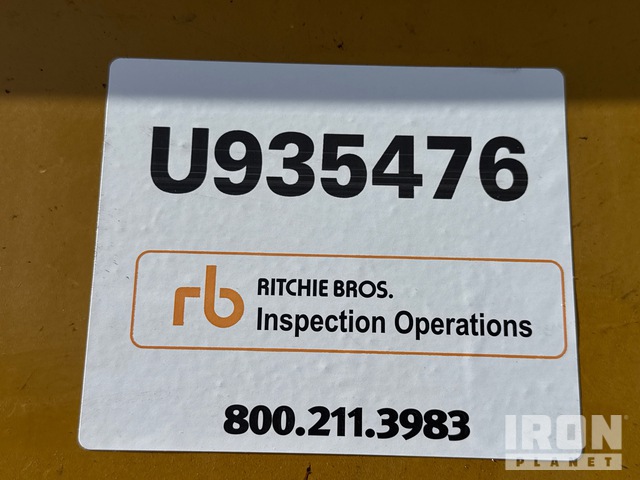 U935476
rb
RITCHIE BROS.
Inspection Operations
800.211.3983
IRON
PLANET